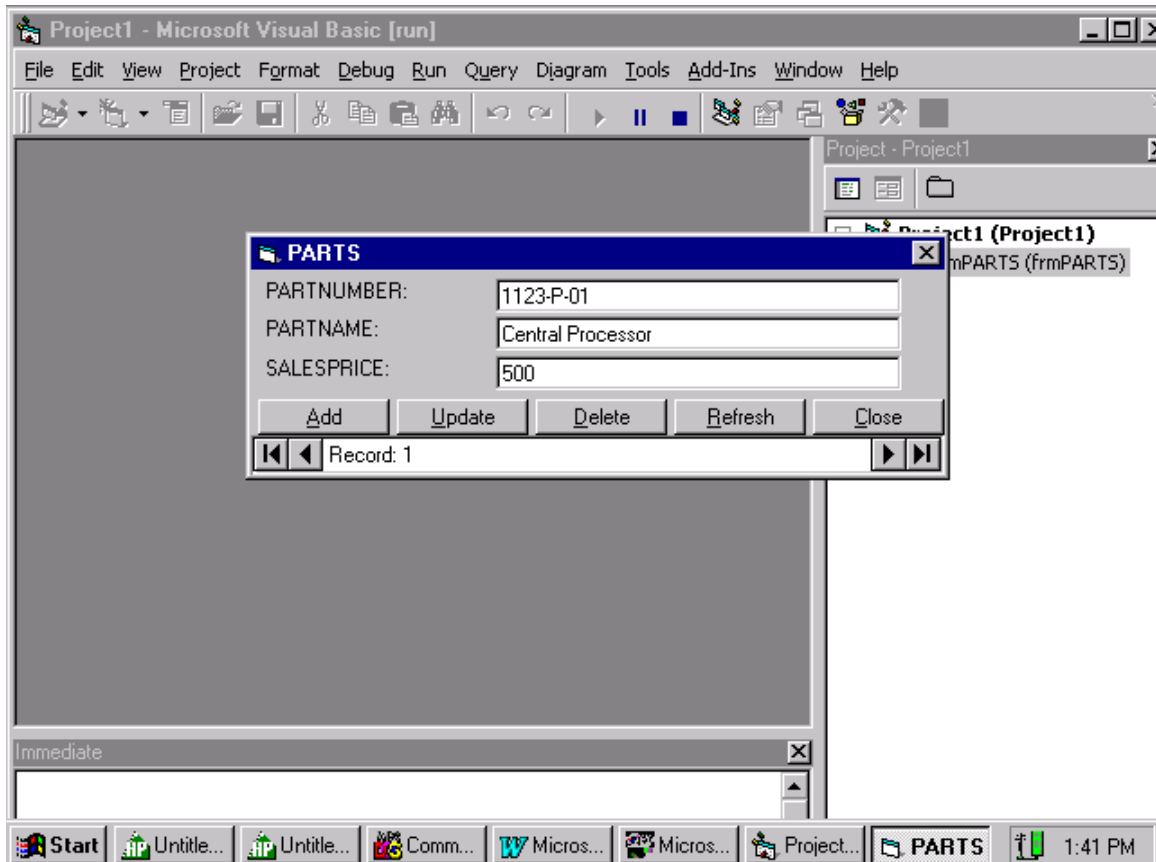 Project1 - Microsoft Visual Basic [run]
File Edit View Project Format Debug Run Query Diagram Tools Add-Ins Window Help
Project - Project1
Project1 (Project1)
mPARTS (frmPARTS)
PARTS
PARTNUMBER: 1123-P-01
PARTNAME: Central Processor
SALESPRICE: 500
Add Update Delete Refresh Close
Record: 1
Immediate
Start Untitle... Untitle... Comm... Micros... Micros... Project... PARTS 1:41 PM